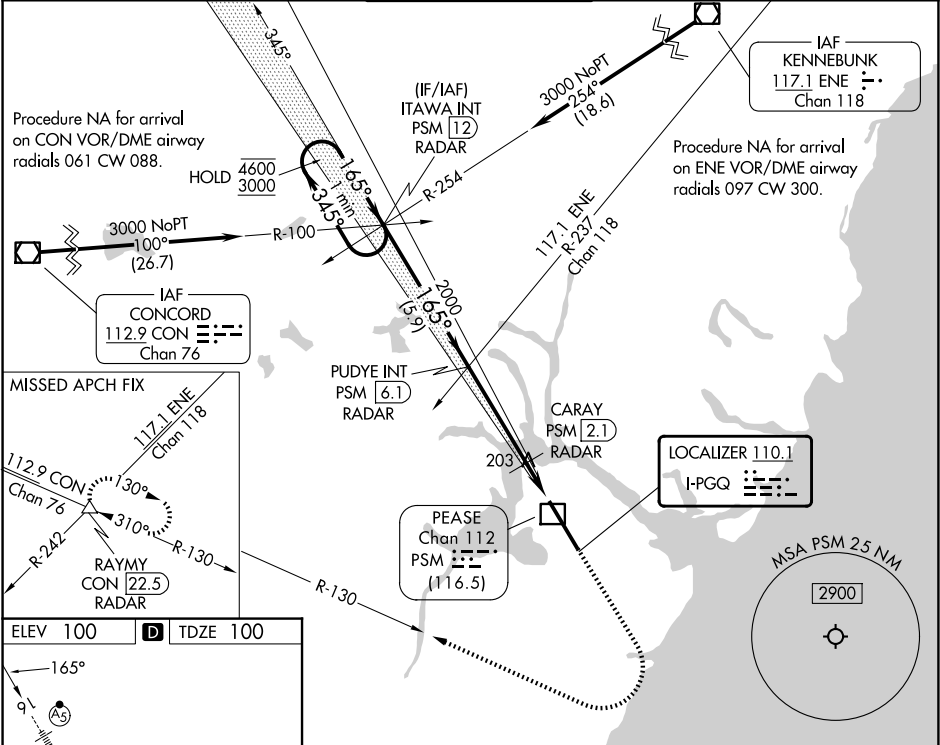 345°
IAF
KENNEBUNK
117.1 ENE
Chan 118
3000 NoPT
254°
(18.6)
(IF/IAF)
ITAWA INT
PSM 12
RADAR
Procedure NA for arrival
on CON VOR/DME airway
radials 061 CW 088.
Procedure NA for arrival
on ENE VOR/DME airway
radials 097 CW 300.
HOLD 4600
3000
165°
1 min
345°
R-254
3000 NoPT
100°
(26.7)
R-100
117.1 ENE
R-237
Chan 118
IAF
CONCORD
112.9 CON
Chan 76
2000
165°
(5.9)
PUDYE INT
PSM 6.1
RADAR
MISSED APCH FIX
117.1 ENE
Chan 118
112.9 CON
Chan 76
130°
310°
R-242
R-130
RAYMY
CON 22.5
RADAR
CARAY
PSM 2.1
RADAR
203
LOCALIZER 110.1
I-PGQ
PEASE
Chan 112
PSM
(116.5)
R-130
MSA PSM 25 NM
2900
ELEV 100 D TDZE 100
165°
16
A5